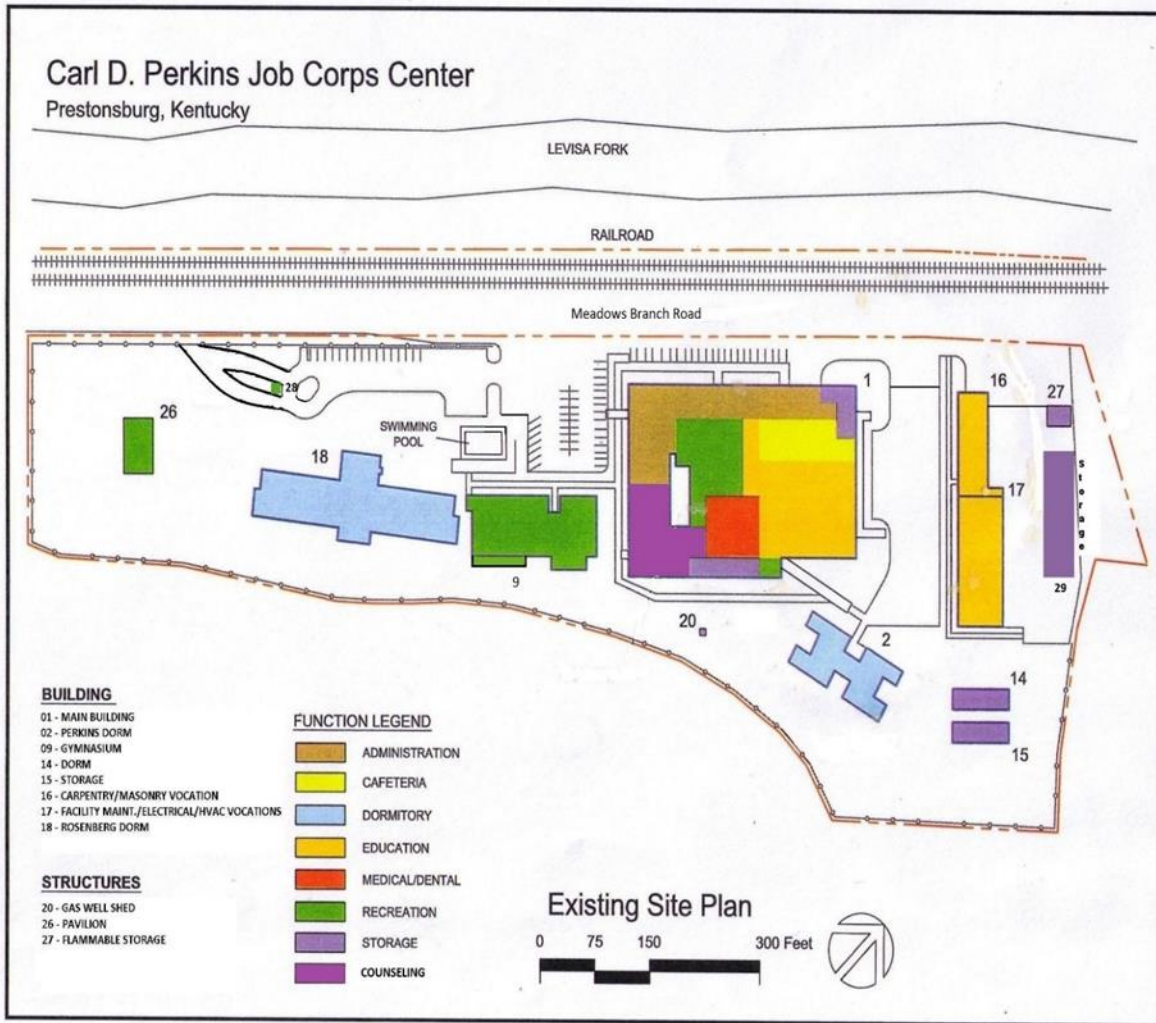 Carl D. Perkins Job Corps Center
Prestonsburg, Kentucky
LEVISA FORK
RAILROAD
Meadows Branch Road
1
16
27
28
26
SWIMMING
POOL
18
17
Storage
9
29
20
2
14
15
BUILDING
01 - MAIN BUILDING
02 - PERKINS DORM
09 - GYMNASIUM
14 - DORM
15 - STORAGE
16 - CARPENTRY/MASONRY VOCATION
17 - FACILITY MAINT./ELECTRICAL/HVAC VOCATIONS
18 - ROSENBERG DORM
STRUCTURES
20 - GAS WELL SHED
26 - PAVILION
27 - FLAMMABLE STORAGE
FUNCTION LEGEND
ADMINISTRATION
CAFETERIA
DORMITORY
EDUCATION
MEDICAL/DENTAL
RECREATION
STORAGE
COUNSELING
Existing Site Plan
0 75 150 300 Feet